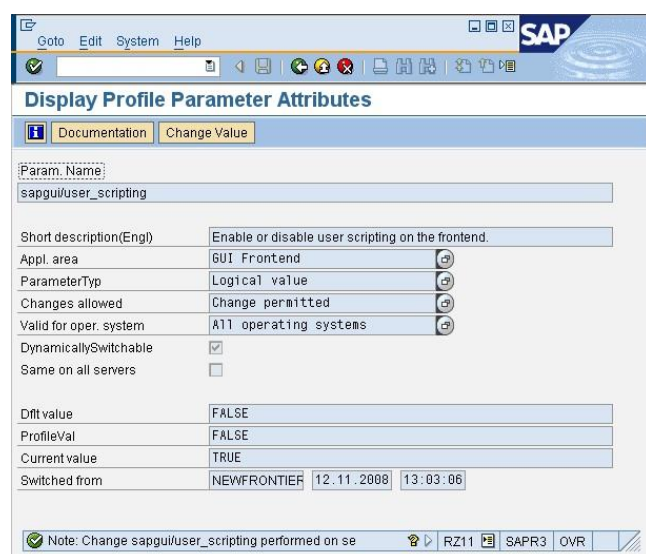 Goto Edit System Help
SAP
Display Profile Parameter Attributes
Documentation Change Value
Param. Name
sapgui/user_scripting
Short description(Engl) Enable or disable user scripting on the frontend.
Appl. area GUI Frontend
ParameterTyp Logical value
Changes allowed Change permitted
Valid for oper. system All operating systems
DynamicallySwitchable
Same on all servers
Dflt value FALSE
ProfileVal FALSE
Current value TRUE
Switched from NEWFRONTIER 12.11.2008 13:03:06
Note: Change sapgui/user_scripting performed on se RZ11 SAPR3 OVR